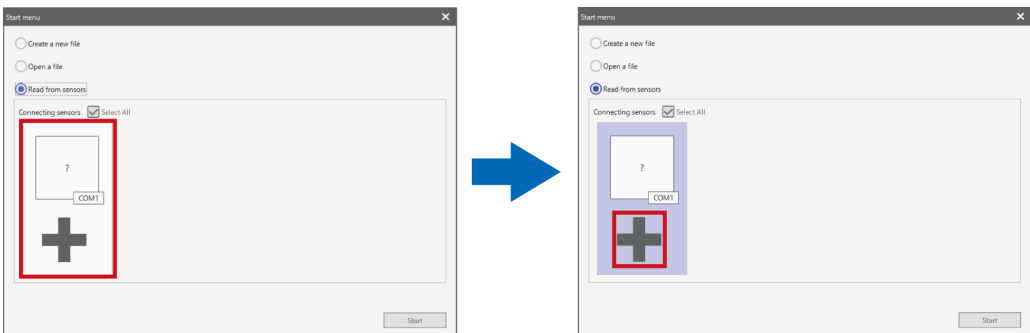 Start menu
Create a new file
Open a file
Read from sensors
Connecting sensors Select All
?
COM1
Start
Start menu
Create a new file
Open a file
Read from sensors
Connecting sensors Select All
?
COM1
Start